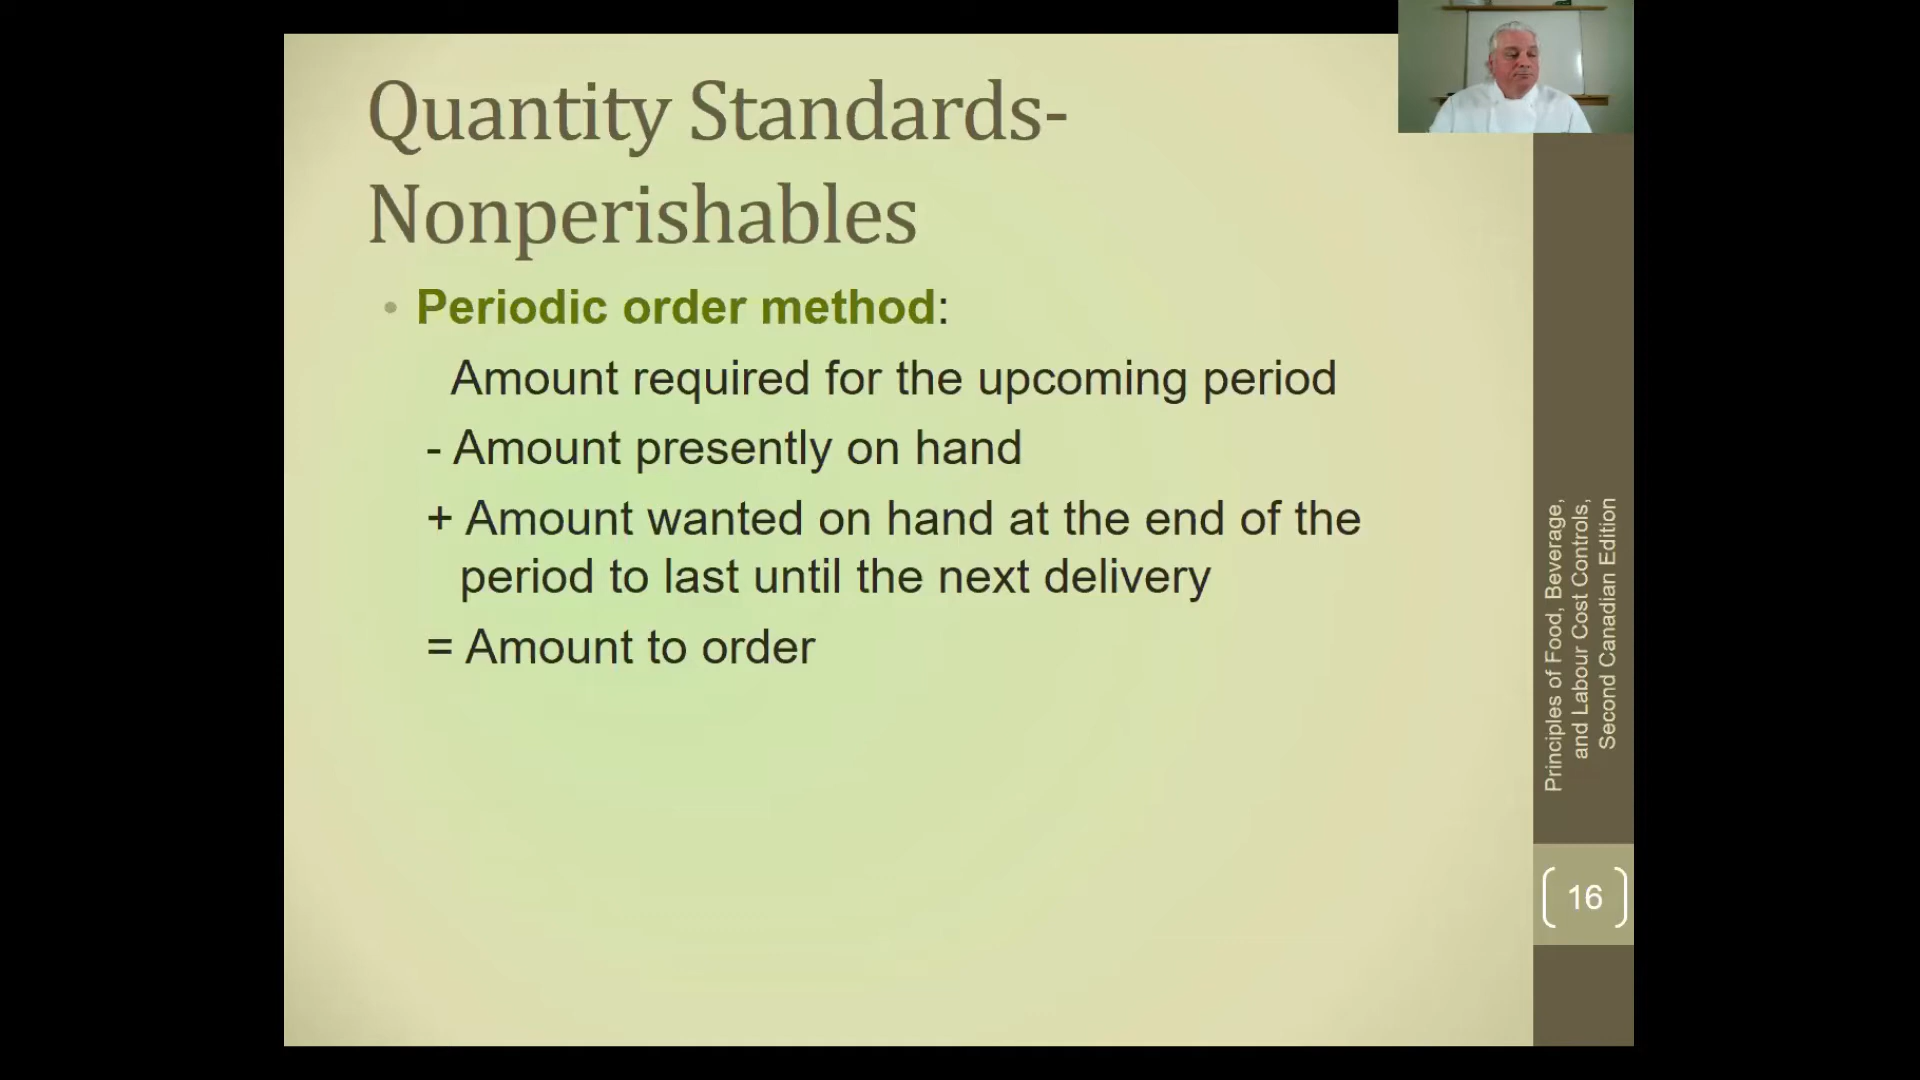 Quantity Standards-
Nonperishables
• Periodic order method:
Amount required for the upcoming period
- Amount presently on hand
+ Amount wanted on hand at the end of the
period to last until the next delivery
= Amount to order
Principles of Food, Beverage,
and Labour Cost Controls,
Second Canadian Edition
16